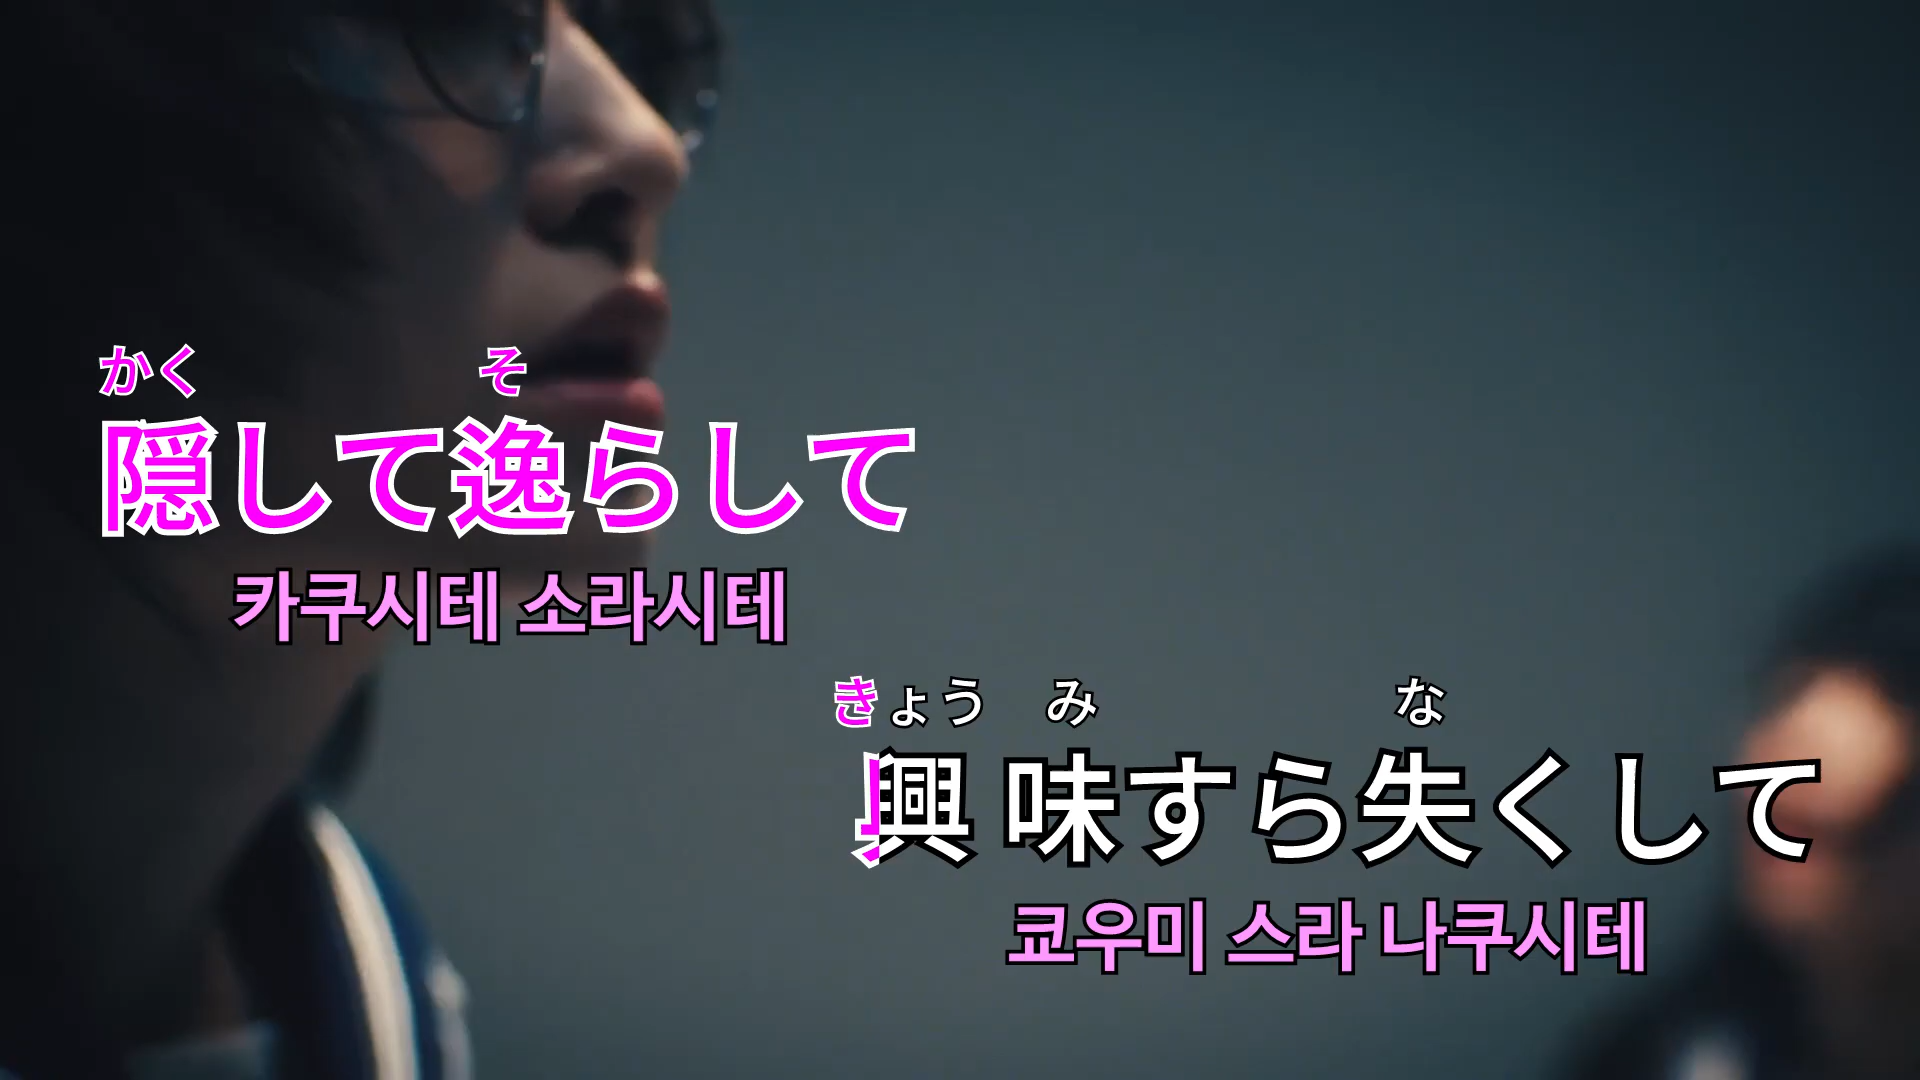 かく そ
隠して逸らして
카쿠시테 소라시테
きょう み な
興味すら失くして
쿄우미 스라 나쿠시테